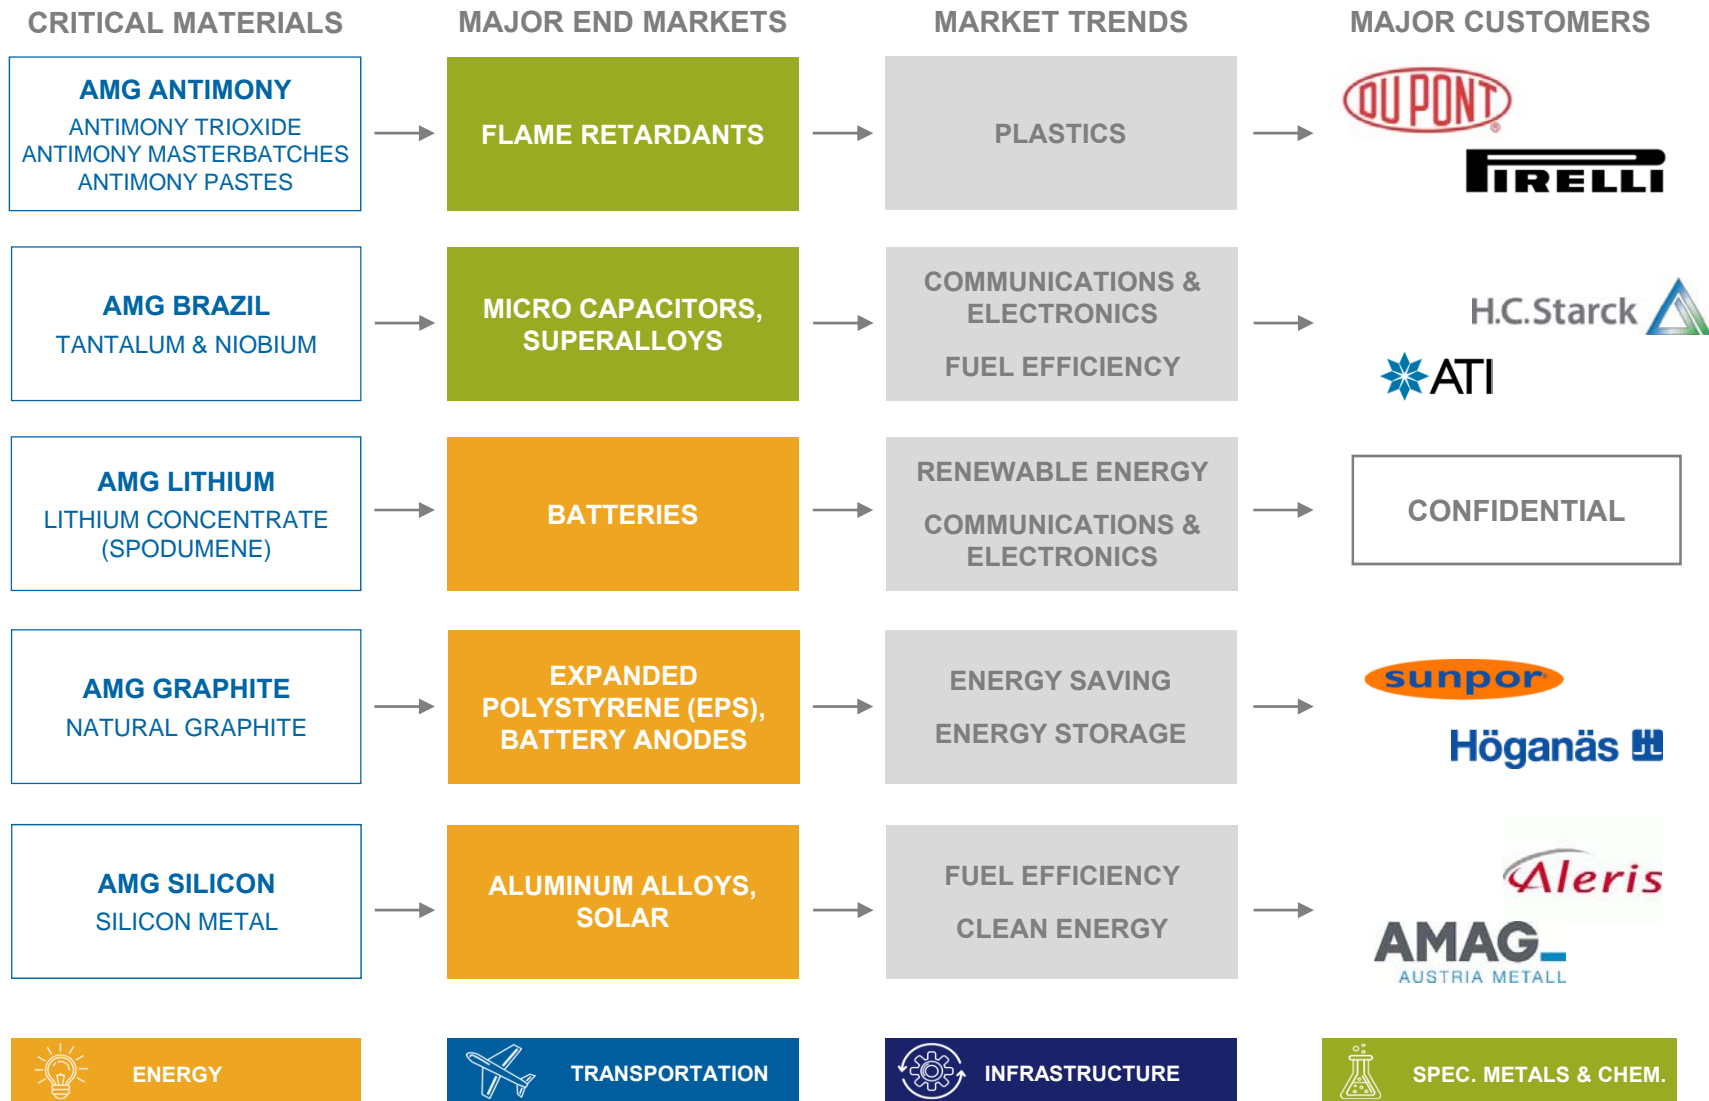 CRITICAL MATERIALS
MAJOR END MARKETS
MARKET TRENDS
MAJOR CUSTOMERS
AMG ANTIMONY
ANTIMONY TRIOXIDE
ANTIMONY MASTERBATCHES
ANTIMONY PASTES
FLAME RETARDANTS
PLASTICS
DU PONT
®
PIRELLI
AMG BRAZIL
TANTALUM & NIOBIUM
MICRO CAPACITORS,
SUPERALLOYS
COMMUNICATIONS &
ELECTRONICS
FUEL EFFICIENCY
H.C.Starck
ATI
AMG LITHIUM
LITHIUM CONCENTRATE
(SPODUMENE)
BATTERIES
RENEWABLE ENERGY
COMMUNICATIONS &
ELECTRONICS
CONFIDENTIAL
AMG GRAPHITE
NATURAL GRAPHITE
EXPANDED
POLYSTYRENE (EPS),
BATTERY ANODES
ENERGY SAVING
ENERGY STORAGE
sunpor
Höganäs
AMG SILICON
SILICON METAL
ALUMINUM ALLOYS,
SOLAR
FUEL EFFICIENCY
CLEAN ENERGY
Aleris
AMAG
AUSTRIA METALL
ENERGY
TRANSPORTATION
INFRASTRUCTURE
SPEC. METALS & CHEM.